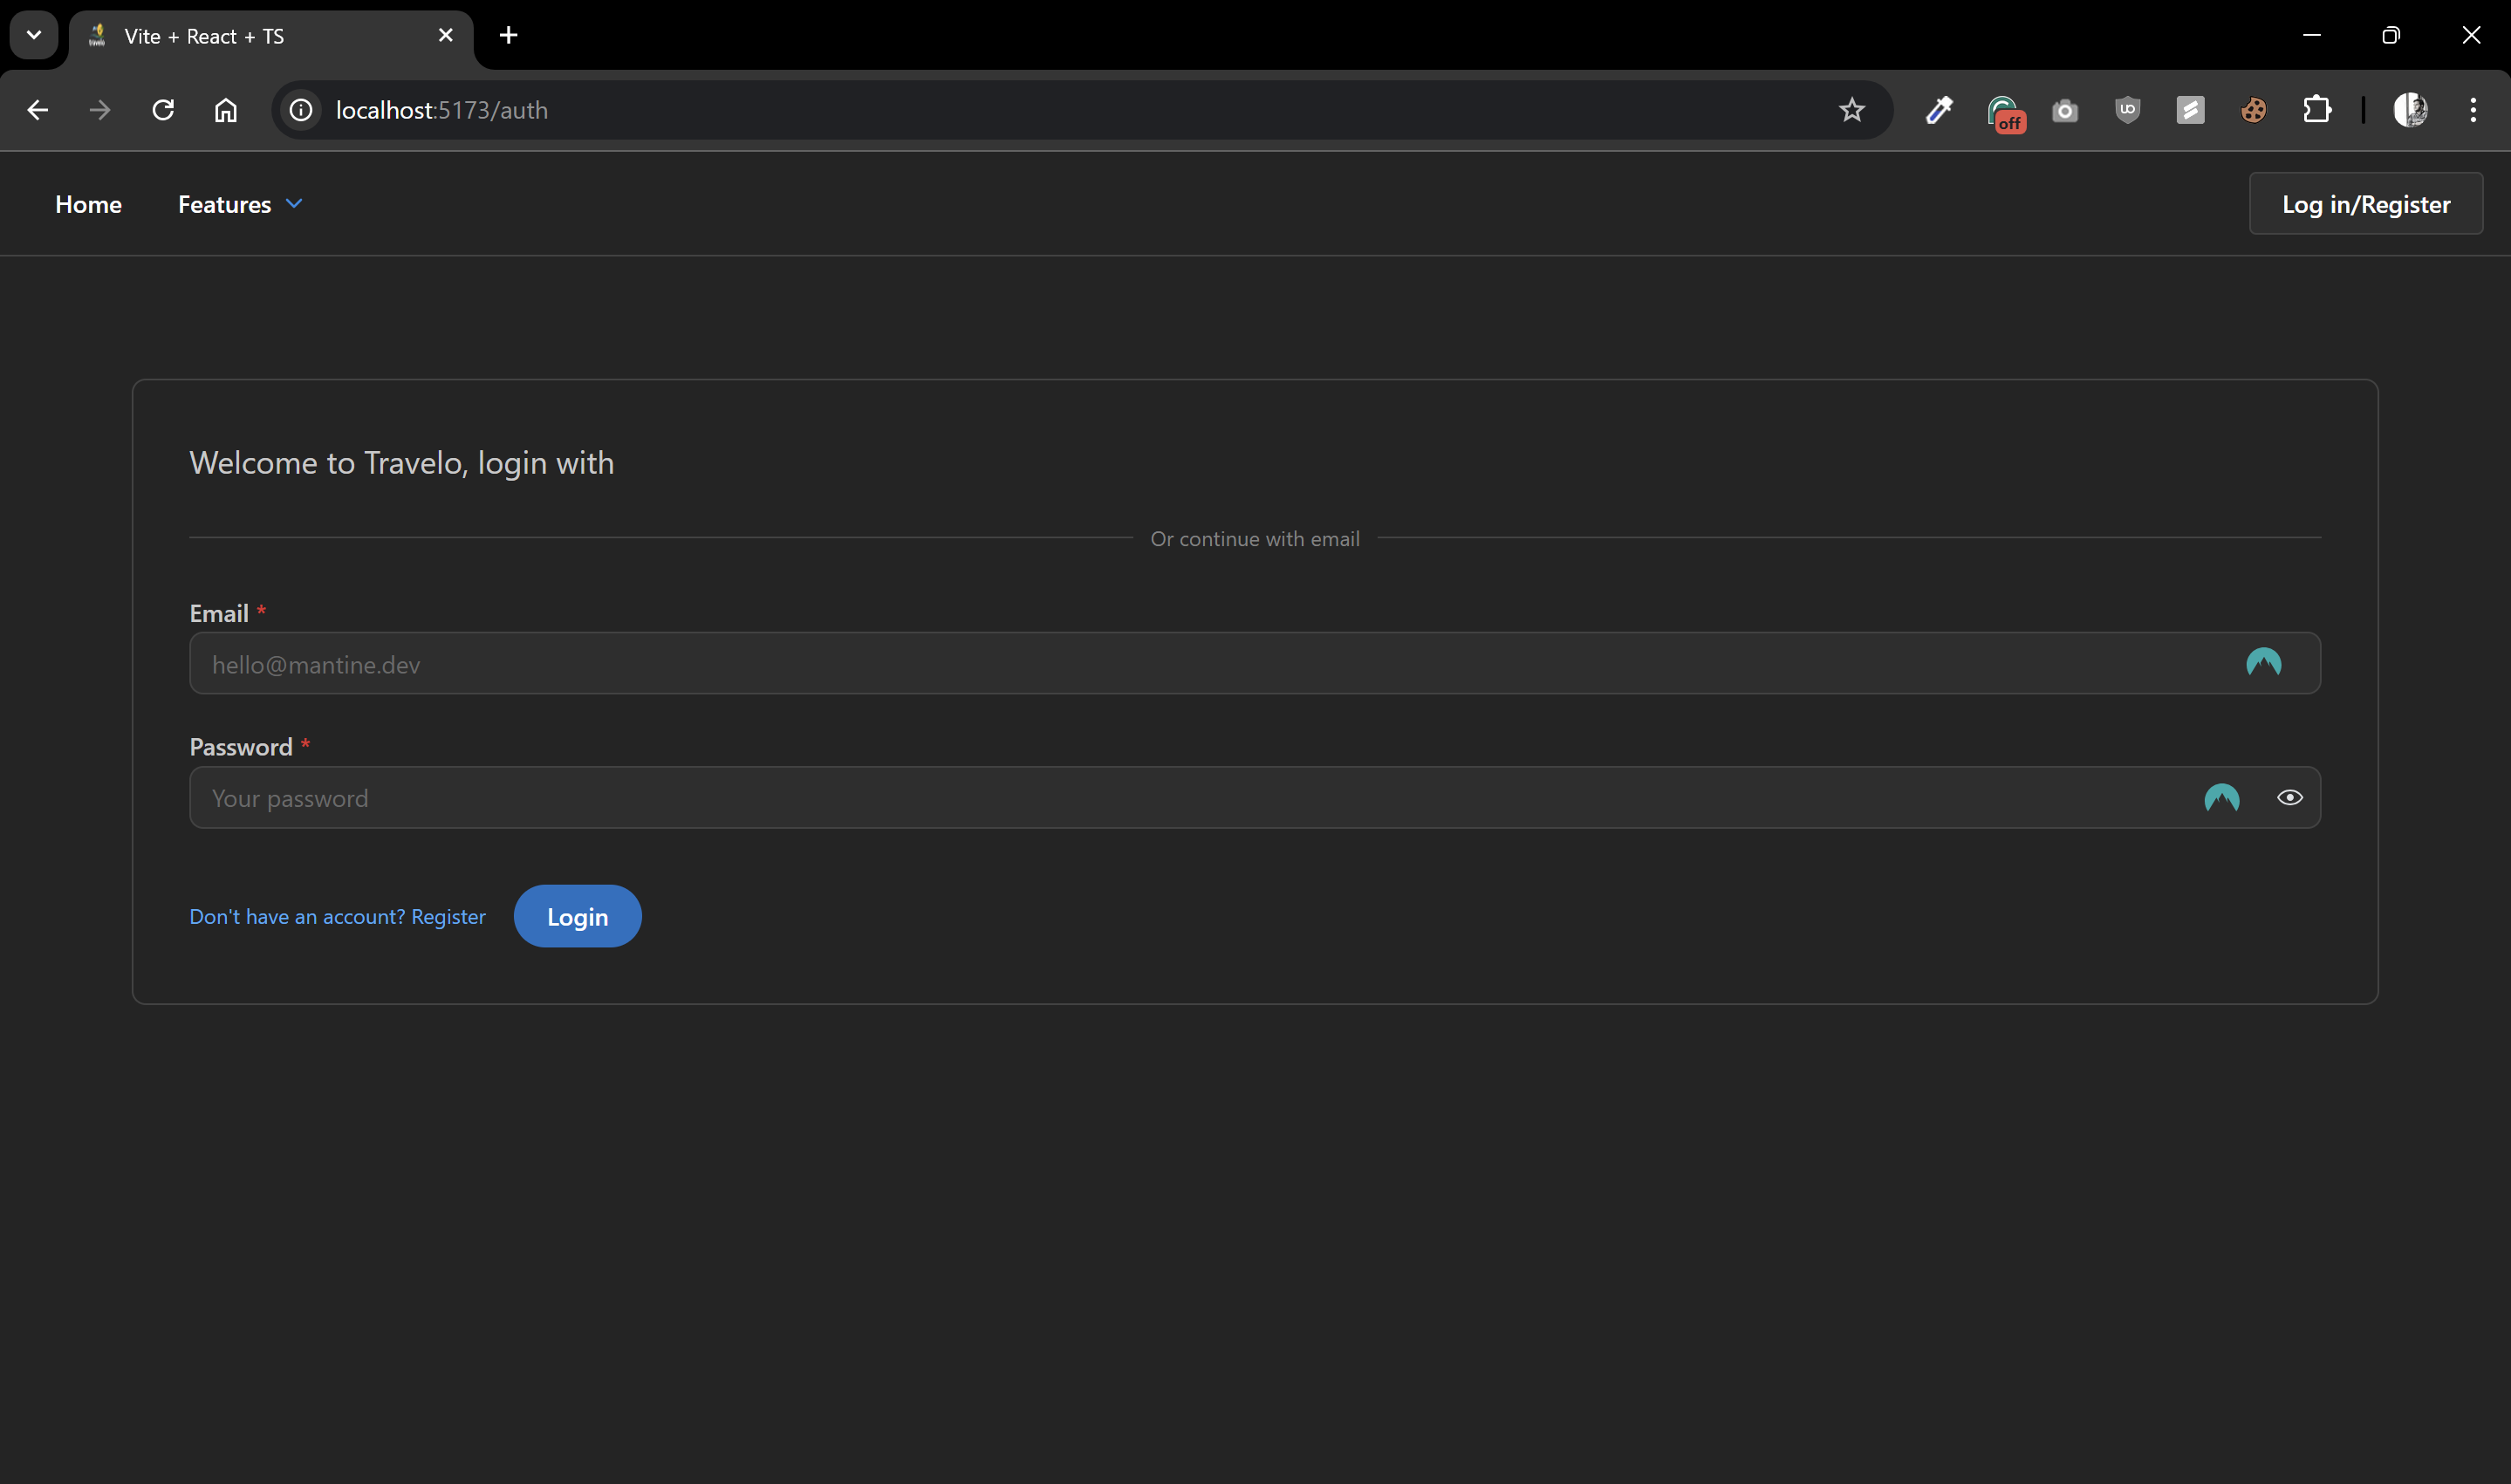 Vite + React + TS
localhost:5173/auth
off
UO
Home
Features
Log in/Register
Welcome to Travelo, login with
Or continue with email
Email *
hello@mantine.dev
Password *
Your password
Don't have an account? Register
Login